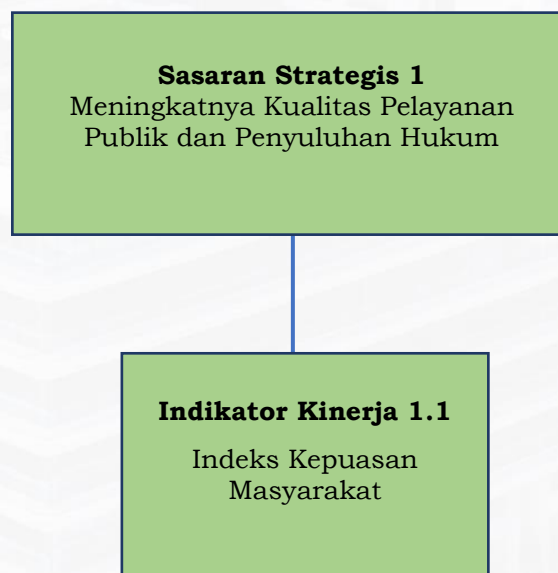 Sasaran Strategis 1
Meningkatnya Kualitas Pelayanan
Publik dan Penyuluhan Hukum
Indikator Kinerja 1.1
Indeks Kepuasan
Masyarakat